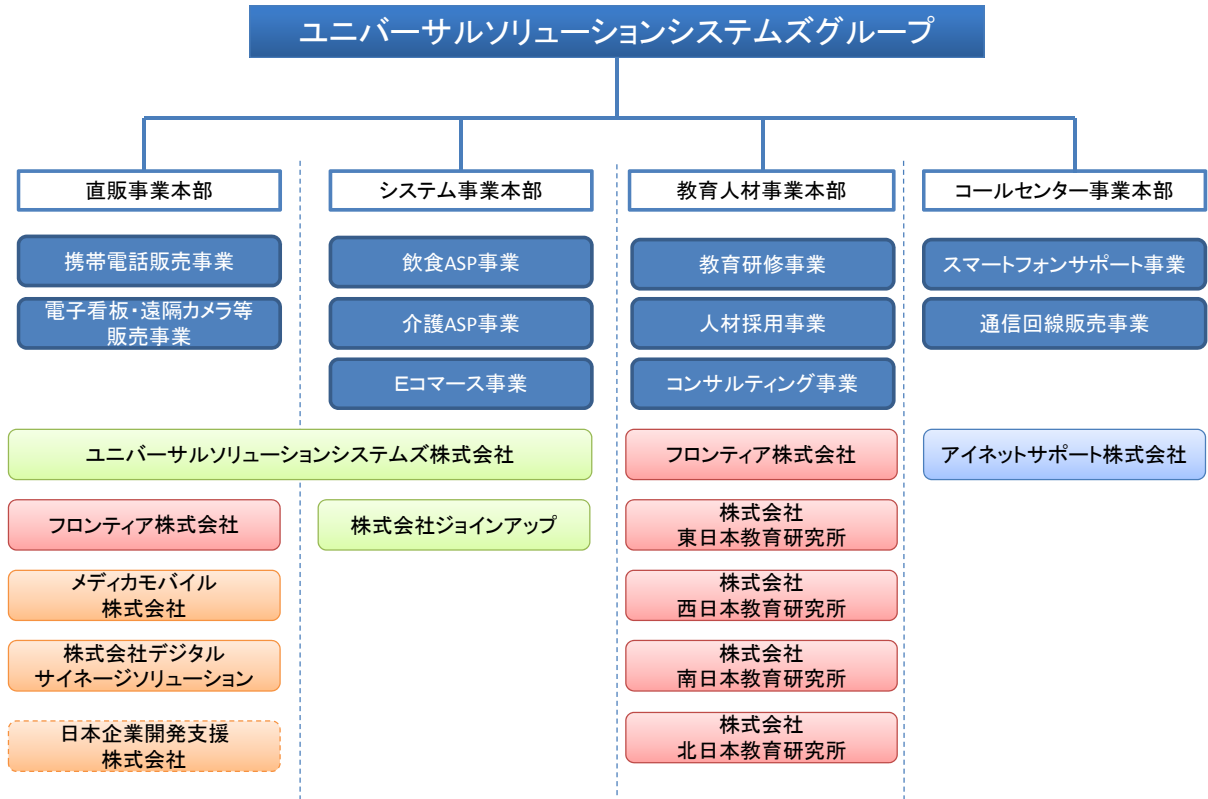 ユニバーサルソリューションシステムズグループ
直販事業本部
システム事業本部
教育人材事業本部
コールセンター事業本部
携帯電話販売事業
飲食ASP事業
教育研修事業
スマートフォンサポート事業
電子看板・遠隔カメラ等
販売事業
介護ASP事業
人材採用事業
通信回線販売事業
Eコマース事業
コンサルティング事業
ユニバーサルソリューションシステムズ株式会社
フロンティア株式会社
アイネットサポート株式会社
フロンティア株式会社
株式会社ジョインアップ
株式会社
東日本教育研究所
メディカモバイル
株式会社
株式会社
西日本教育研究所
株式会社デジタル
サイネージソリューション
株式会社
南日本教育研究所
日本企業開発支援
株式会社
株式会社
北日本教育研究所